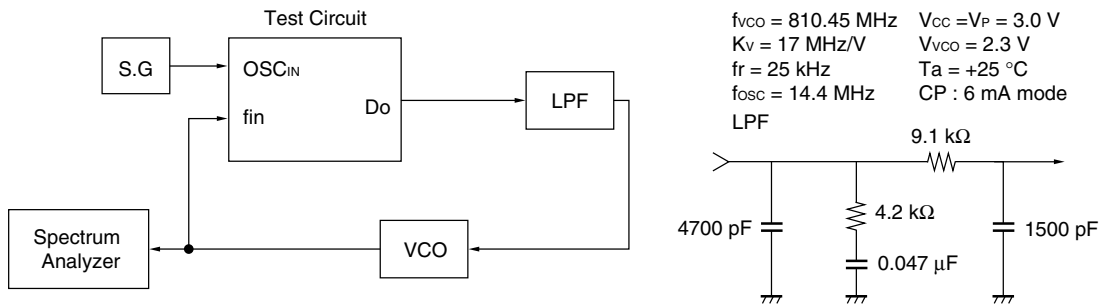 Test Circuit
S.G
OSCIN
fin
Do
LPF
VCO
Spectrum
Analyzer
fVCO = 810.45 MHz
KV = 17 MHz/V
fr = 25 kHz
fOSC = 14.4 MHz
LPF
VCC =VP = 3.0 V
VVCO = 2.3 V
Ta = +25 °C
CP : 6 mA mode
9.1 kΩ
4.2 kΩ
4700 pF
1500 pF
0.047 µF